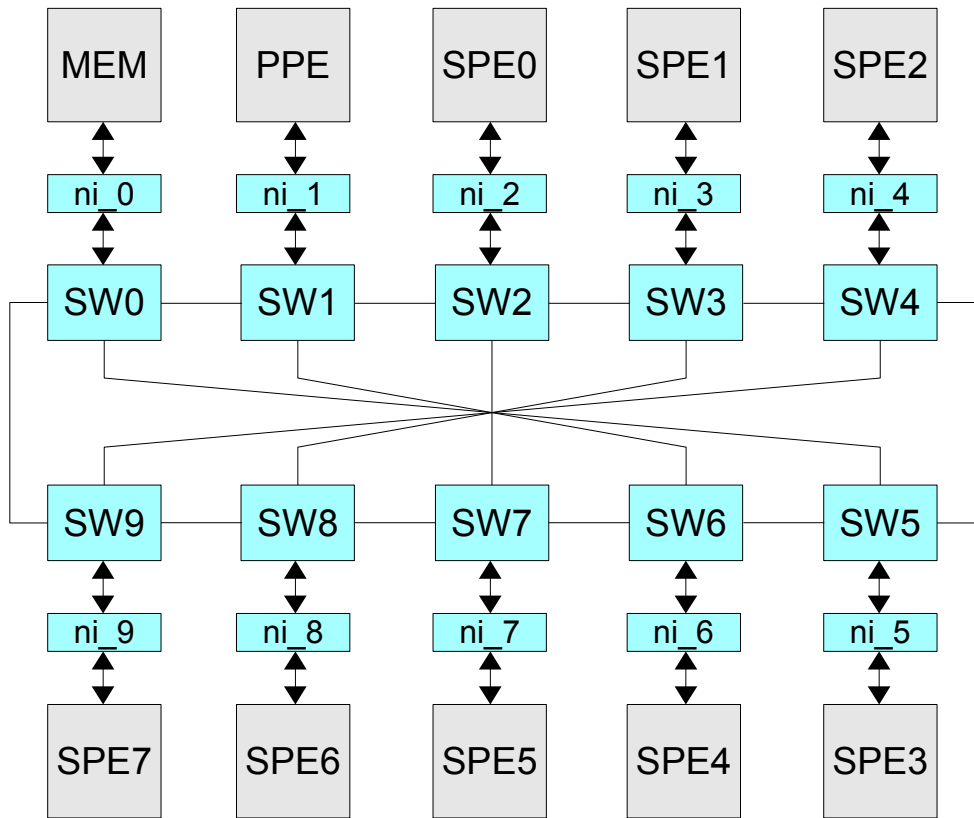 MEM PPE SPE0 SPE1 SPE2
ni_0 ni_1 ni_2 ni_3 ni_4
SW0 SW1 SW2 SW3 SW4
SW9 SW8 SW7 SW6 SW5
ni_9 ni_8 ni_7 ni_6 ni_5
SPE7 SPE6 SPE5 SPE4 SPE3